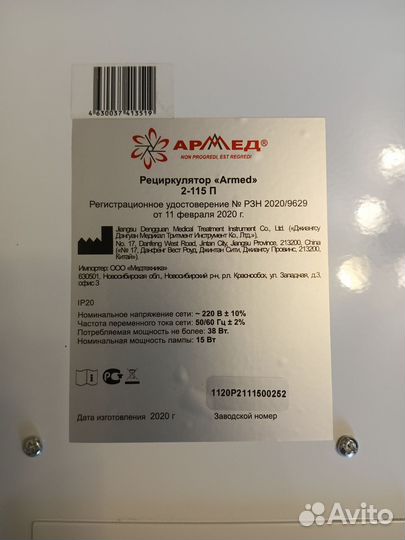 4630037413519
АРМЕД®
NON PROGREDI, EST REGREDI
Рециркулятор «Armed»
2-115 П
Регистрационное удостоверение № РЗН 2020/9629
от 11 февраля 2020 г.
Jiangsu Dengguan Medical Treatment Instrument Co., Ltd. («Джиангсу
Дэнгуан Медикал Тритмент Инструмент Ко., Лтд.»).
No. 17, Danfeng West Road, Jintan City, Jiangsu Province, 213200, China
(«№ 17, Данфенг Вест Роуд, Джинтан Сити, Джиангсу Провинс, 213200,
Китай»).
Импортер: ООО «Медтехника»
630501, Новосибирская обл., Новосибирский р-н, р.п. Краснообск, ул. Западная, д.3,
офис 3
IP20
Номинальное напряжение сети: ~ 220 В ± 10%
Частота переменного тока сети: 50/60 Гц ± 2%
Потребляемая мощность не более: 38 Вт.
Номинальная мощность лампы: 15 Вт
1120P2111500252
Дата изготовления 2020 г
Заводской номер
Avito